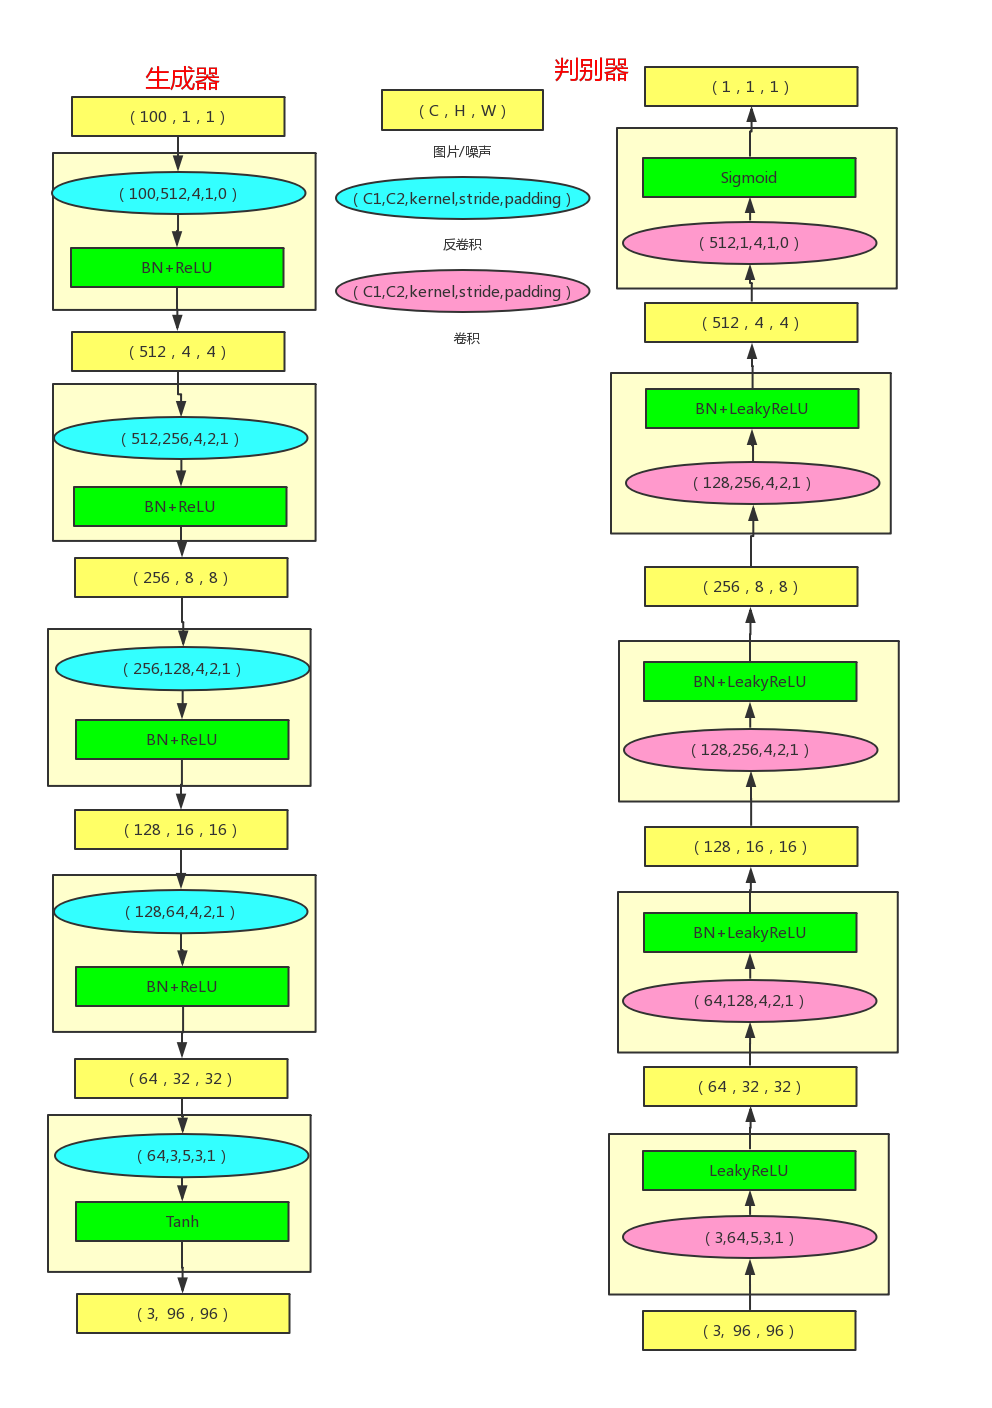 生成器
( 100 , 1 , 1 )
( 100,512,4,1,0 )
BN+ReLU
( 512 , 4 , 4 )
( 512,256,4,2,1 )
BN+ReLU
( 256 , 8 , 8 )
( 256,128,4,2,1 )
BN+ReLU
( 128 , 16 , 16 )
( 128,64,4,2,1 )
BN+ReLU
( 64 , 32 , 32 )
( 64,3,5,3,1 )
Tanh
( 3, 96 , 96 )
( C , H , W )
图片/噪声
( C1,C2,kernel,stride,padding )
反卷积
( C1,C2,kernel,stride,padding )
卷积
判别器
( 1 , 1 , 1 )
Sigmoid
( 512,1,4,1,0 )
( 512 , 4 , 4 )
BN+LeakyReLU
( 128,256,4,2,1 )
( 256 , 8 , 8 )
BN+LeakyReLU
( 128,256,4,2,1 )
( 128 , 16 , 16 )
BN+LeakyReLU
( 64,128,4,2,1 )
( 64 , 32 , 32 )
LeakyReLU
( 3,64,5,3,1 )
( 3, 96 , 96 )